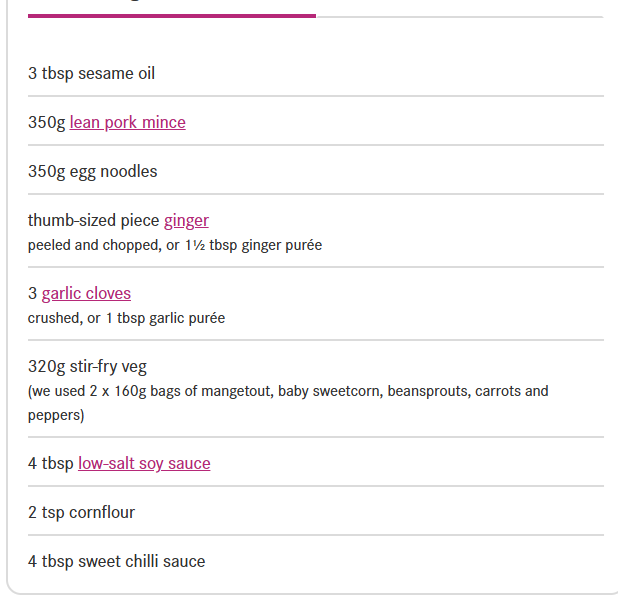 3 tbsp sesame oil
350g lean pork mince
350g egg noodles
thumb-sized piece ginger
peeled and chopped, or 1½ tbsp ginger purée
3 garlic cloves
crushed, or 1 tbsp garlic purée
320g stir-fry veg
(we used 2 x 160g bags of mangetout, baby sweetcorn, beansprouts, carrots and
peppers)
4 tbsp low-salt soy sauce
2 tsp cornflour
4 tbsp sweet chilli sauce